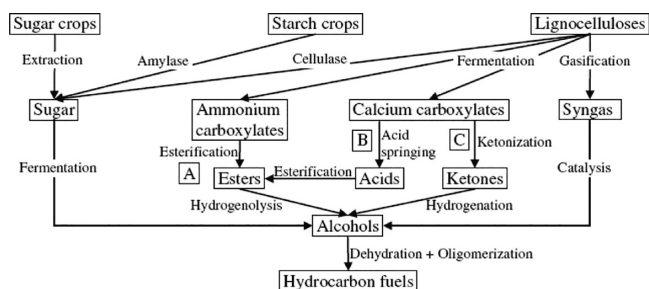 Sugar crops
Starch crops
Lignocelluloses
Extraction
Amylase
Cellulase
Fermentation
Gasification
Sugar
Ammonium
carboxylates
Calcium carboxylates
Syngas
Fermentation
Esterification
B
Acid
springing
C
Ketonization
Catalysis
A
Esters
Esterification
Acids
Ketones
Hydrogenolysis
Hydrogenation
Alcohols
Dehydration + Oligomerization
Hydrocarbon fuels